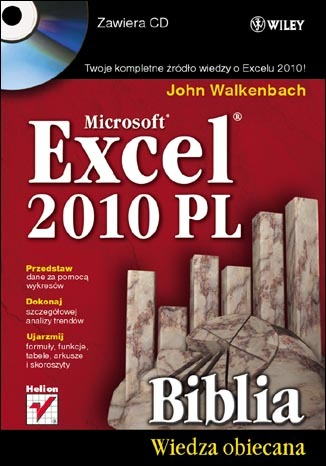 Zawiera CD
WILEY
Twoje kompletne źródło wiedzy o Excelu 2010!
John Walkenbach
Microsoft®
Excel®
2010 PL
Przedstaw
dane za pomocą
wykresów
Dokonaj
szczegółowej
analizy trendów
Ujarzmij
formuły, funkcje,
tabele, arkusze
i skoroszyty
Helion
Biblia
Wiedza obiecana